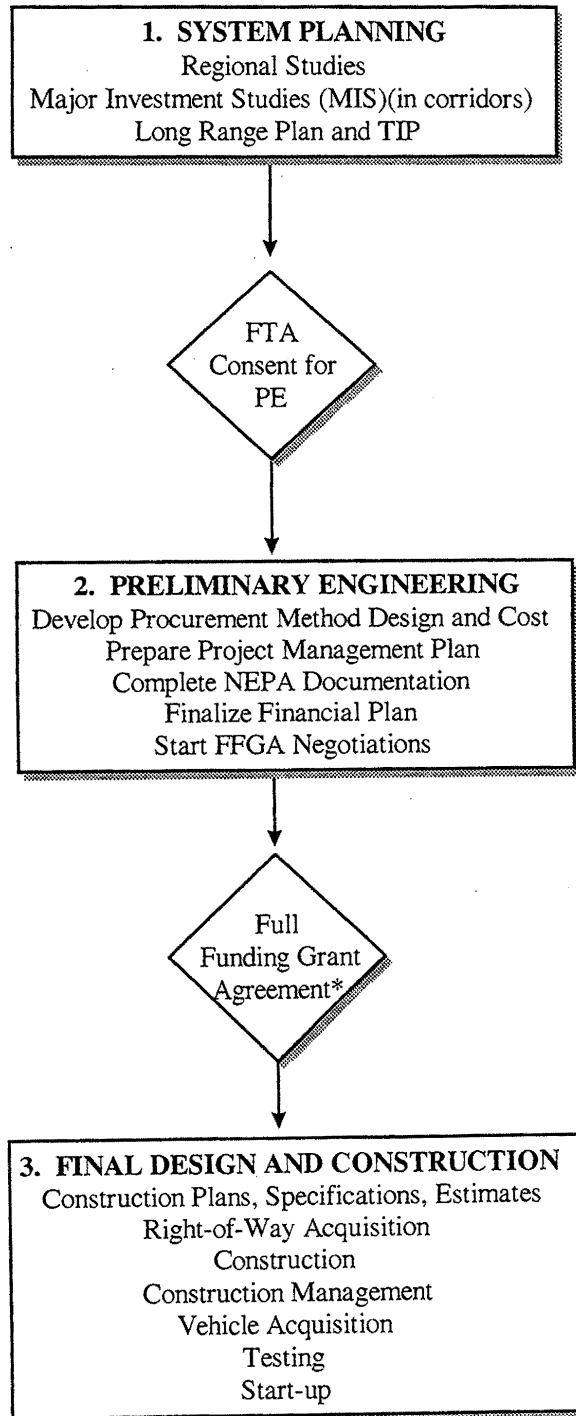 1. SYSTEM PLANNING
Regional Studies
Major Investment Studies (MIS)(in corridors)
Long Range Plan and TIP
FTA
Consent for
PE
2. PRELIMINARY ENGINEERING
Develop Procurement Method Design and Cost
Prepare Project Management Plan
Complete NEPA Documentation
Finalize Financial Plan
Start FFGA Negotiations
Full
Funding Grant
Agreement*
3. FINAL DESIGN AND CONSTRUCTION
Construction Plans, Specifications, Estimates
Right-of-Way Acquisition
Construction
Construction Management
Vehicle Acquisition
Testing
Start-up